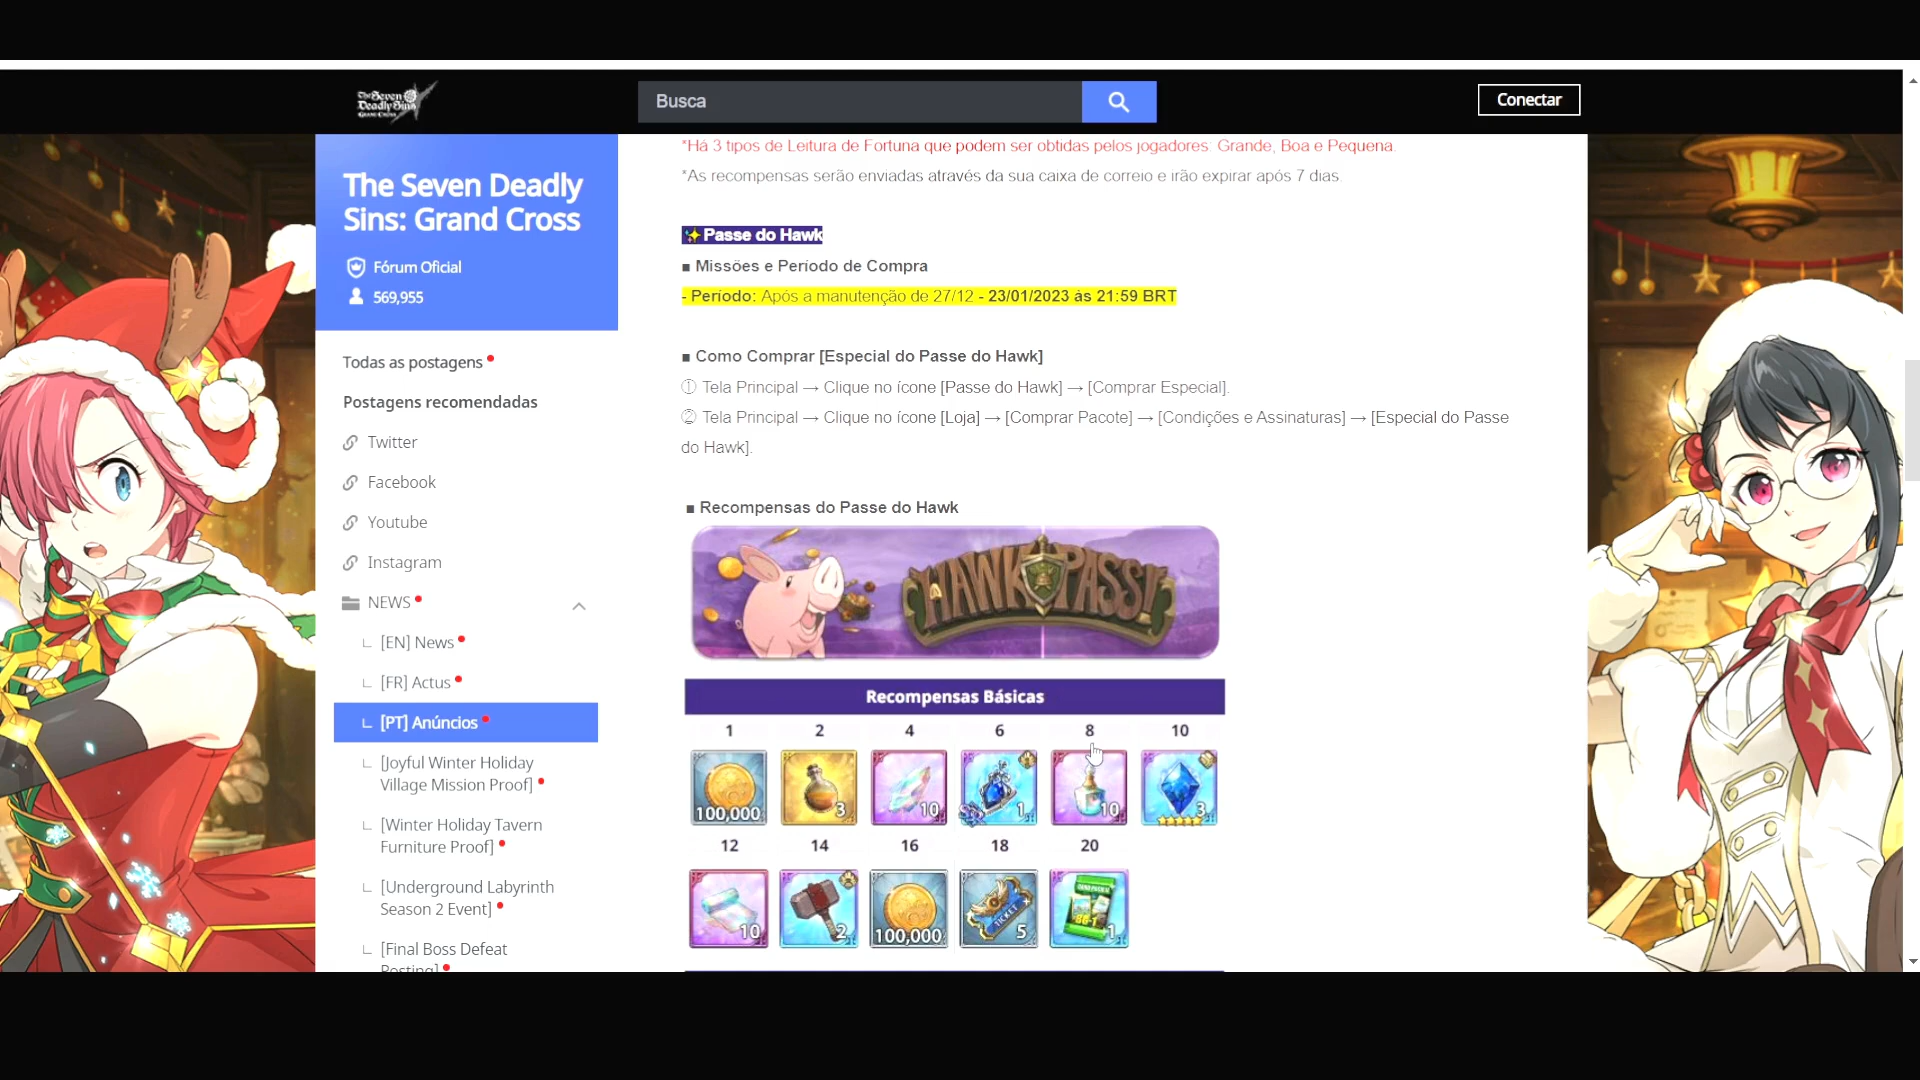 The Seven
Deadly Sins
GRAND CROSS
Busca
Conectar
The Seven Deadly
Sins: Grand Cross
Fórum Oficial
569,955
Todas as postagens
Postagens recomendadas
Twitter
Facebook
Youtube
Instagram
NEWS
[EN] News
[FR] Actus
[PT] Anúncios
[Joyful Winter Holiday
Village Mission Proof]
[Winter Holiday Tavern
Furniture Proof]
[Underground Labyrinth
Season 2 Event]
[Final Boss Defeat
Posting]
*Há 3 tipos de Leitura de Fortuna que podem ser obtidas pelos jogadores: Grande, Boa e Pequena.
*As recompensas serão enviadas através da sua caixa de correio e irão expirar após 7 dias.
✨Passe do Hawk
■ Missões e Período de Compra
- Período: Após a manutenção de 27/12 - 23/01/2023 às 21:59 BRT
■ Como Comprar [Especial do Passe do Hawk]
① Tela Principal → Clique no ícone [Passe do Hawk] → [Comprar Especial].
② Tela Principal → Clique no ícone [Loja] → [Comprar Pacote] → [Condições e Assinaturas] → [Especial do Passe
do Hawk].
■ Recompensas do Passe do Hawk
HAWK PASS!
Recompensas Básicas
1 2 4 6 8 10
100,000 3 10 1 10 3
12 14 16 18 20
10 2 100,000 TICKET 5 1